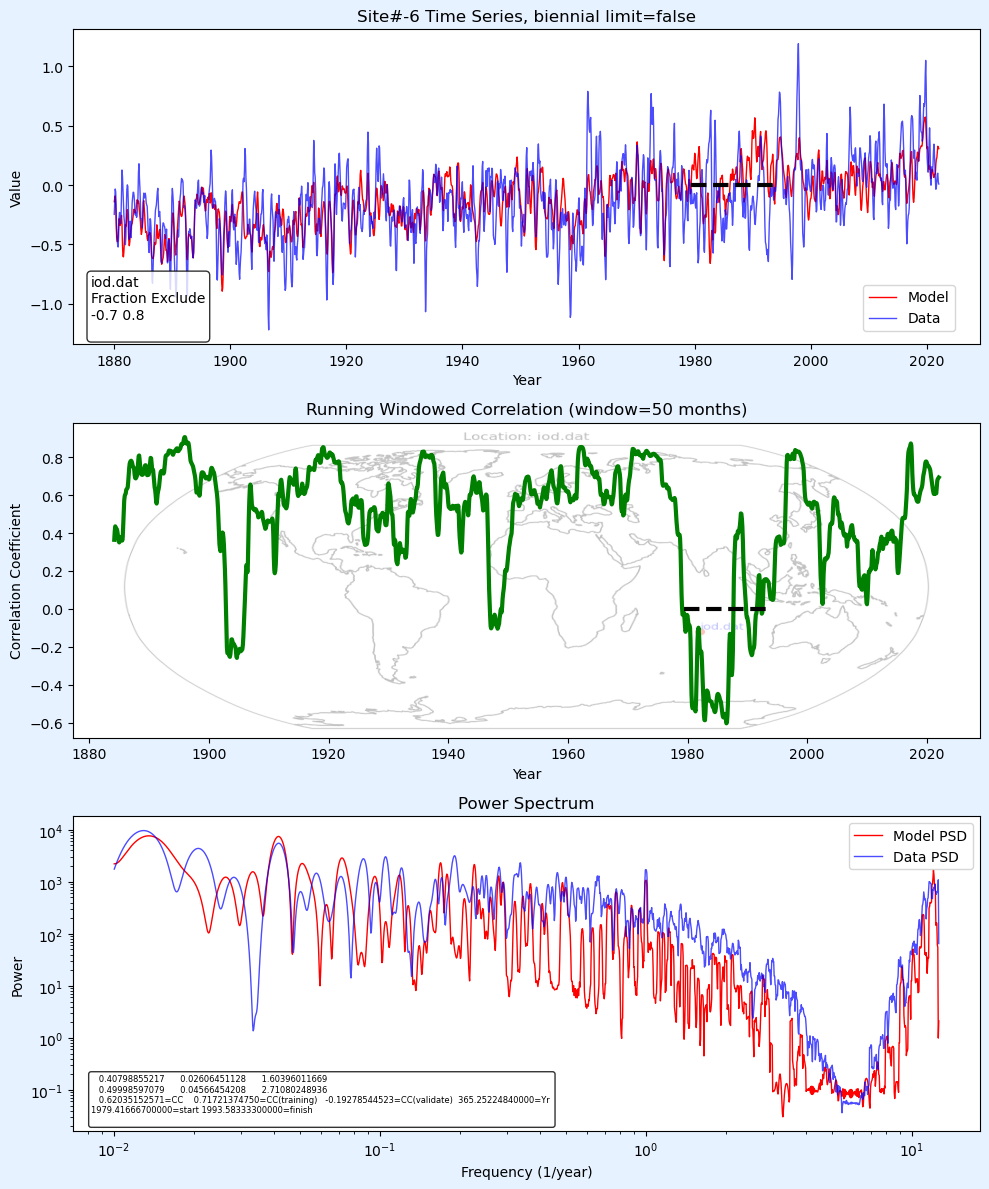 Site#-6 Time Series, biennial limit=false
Value
1.0
0.5
0.0
−0.5
−1.0
iod.dat
Fraction Exclude
-0.7 0.8
Model
Data
1880 1900 1920 1940 1960 1980 2000 2020
Year
Running Windowed Correlation (window=50 months)
Location: iod.dat
Correlation Coefficient
0.8
0.6
0.4
0.2
0.0
−0.2
−0.4
−0.6
iod.dat
1880 1900 1920 1940 1960 1980 2000 2020
Year
Power Spectrum
Power
10^4
10^3
10^2
10^1
10^0
10^−1
Model PSD
Data PSD
0.40798855217 0.02606451128 1.60396011669
0.49998597079 0.04566454208 2.71080248936
0.62035152571=CC 0.71721374750=CC(training) -0.19278544523=CC(validate) 365.25224840000=Yr
1979.41666700000=start 1993.58333300000=finish
10^−2 10^−1 10^0 10^1
Frequency (1/year)